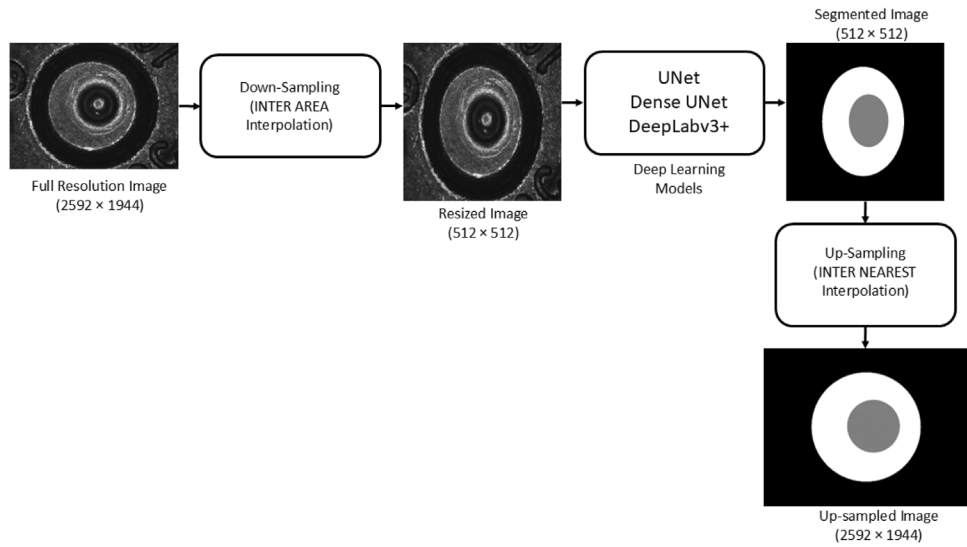 Full Resolution Image
(2592 × 1944)
Down-Sampling
(INTER AREA
Interpolation)
Resized Image
(512 × 512)
UNet
Dense UNet
DeepLabv3+
Deep Learning
Models
Segmented Image
(512 × 512)
Up-Sampling
(INTER NEAREST
Interpolation)
Up-sampled Image
(2592 × 1944)